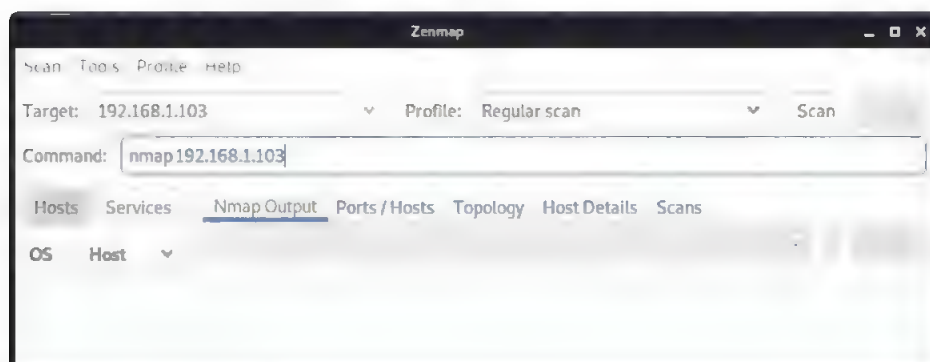 Zenmap
Scan Tools Profile Help
Target: 192.168.1.103 Profile: Regular scan Scan
Command: nmap 192.168.1.103
Hosts Services Nmap Output Ports / Hosts Topology Host Details Scans
OS Host